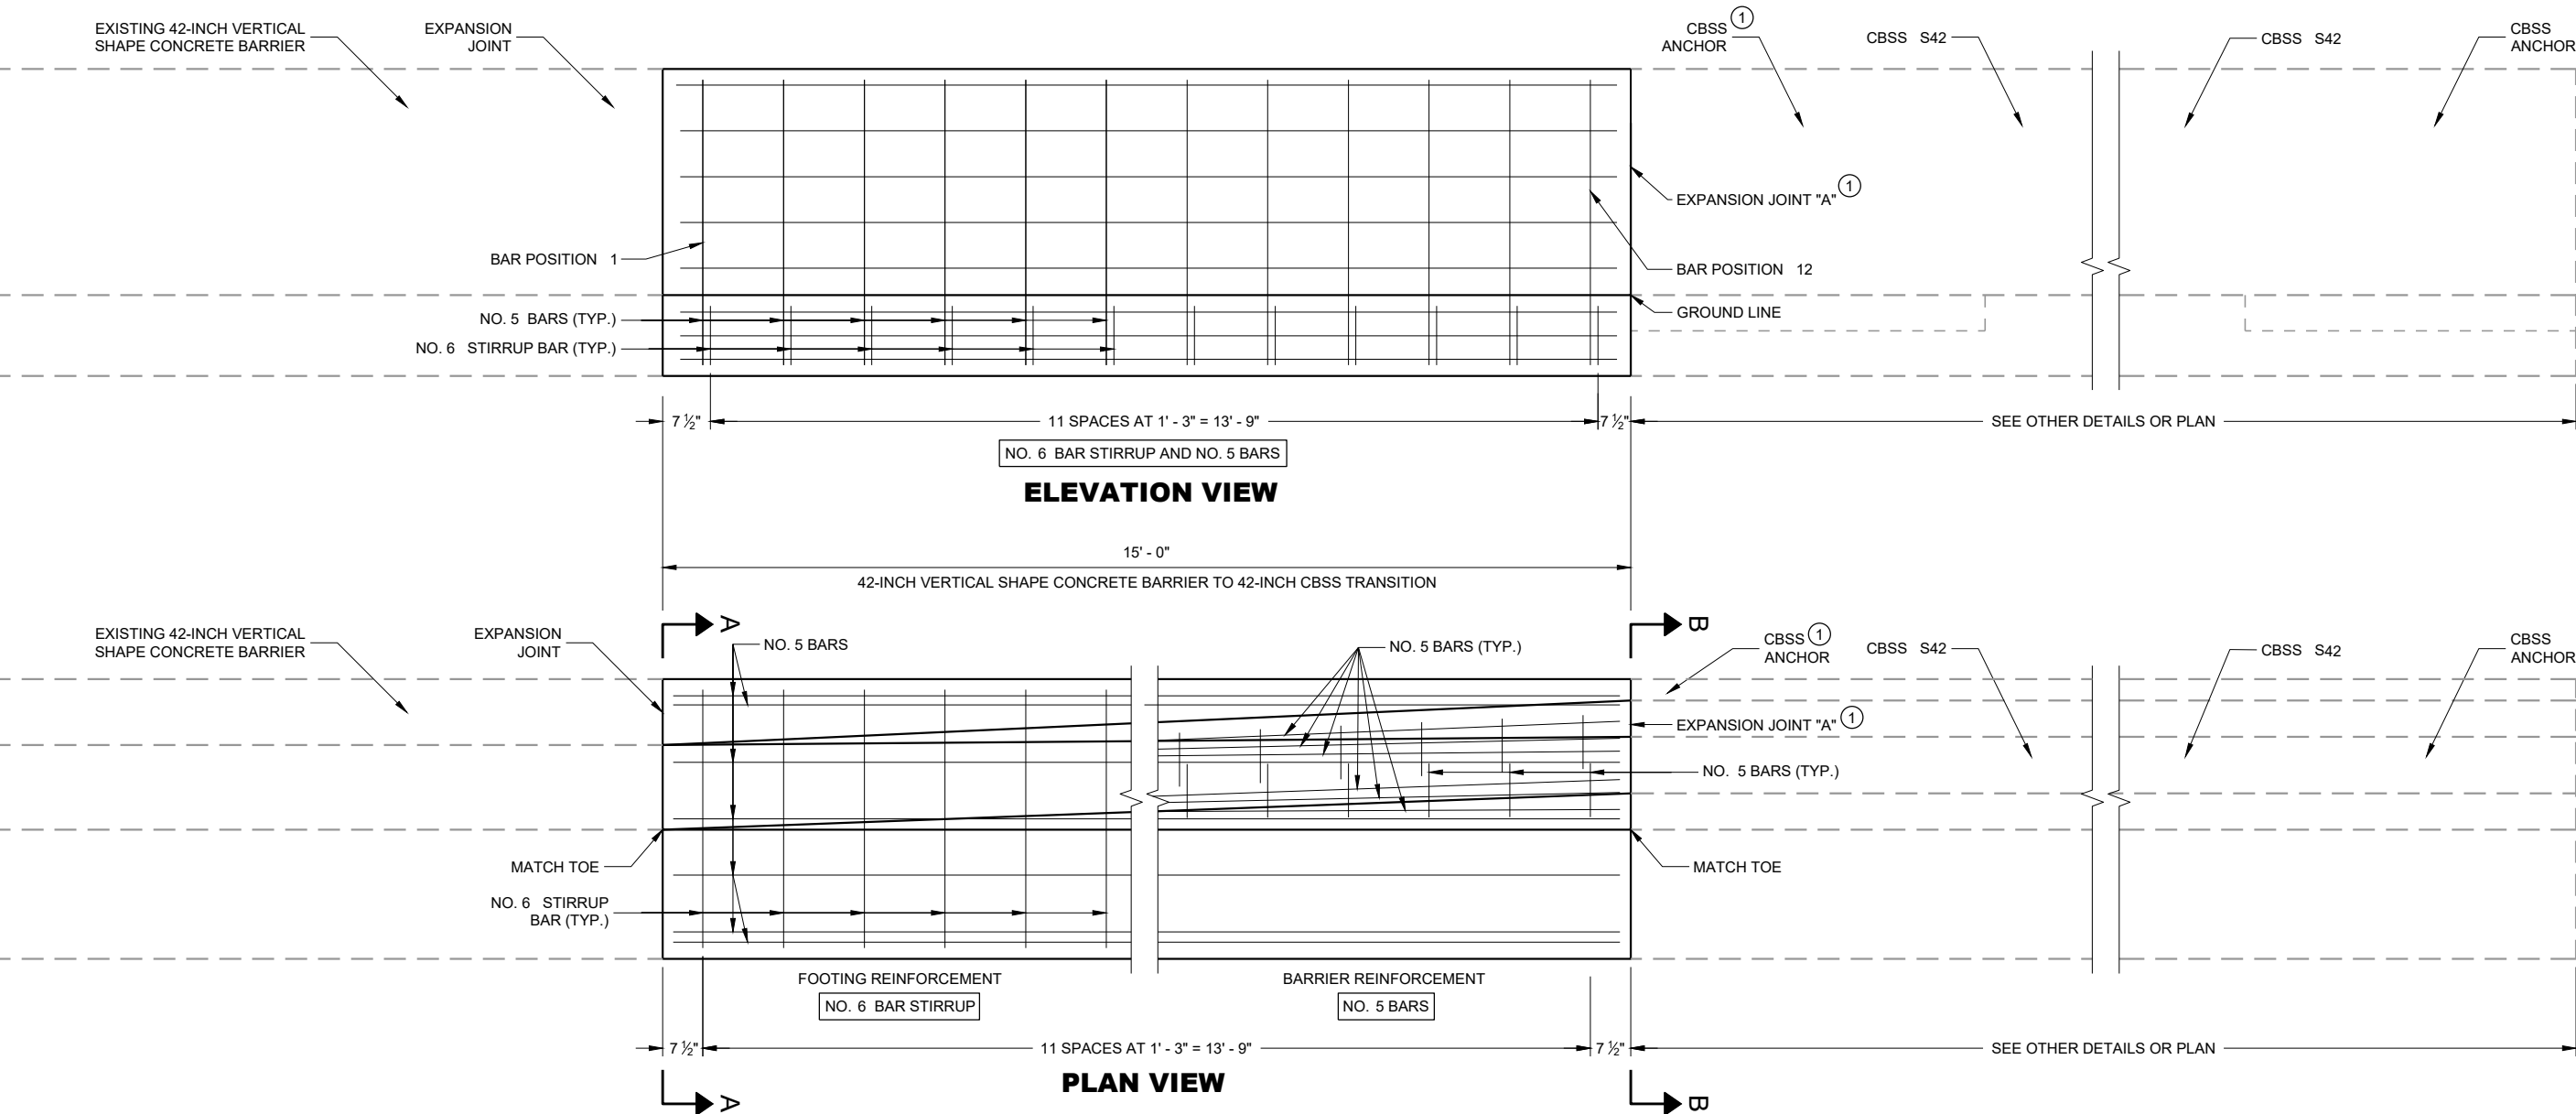 EXISTING 42-INCH VERTICAL
SHAPE CONCRETE BARRIER
EXPANSION
JOINT
CBSS 1
ANCHOR
CBSS S42
CBSS S42
CBSS
ANCHOR
EXPANSION JOINT "A" 1
BAR POSITION 1
BAR POSITION 12
NO. 5 BARS (TYP.)
GROUND LINE
NO. 6 STIRRUP BAR (TYP.)
7 ½"
11 SPACES AT 1' - 3" = 13' - 9"
7 ½"
SEE OTHER DETAILS OR PLAN
NO. 6 BAR STIRRUP AND NO. 5 BARS
ELEVATION VIEW
15' - 0"
42-INCH VERTICAL SHAPE CONCRETE BARRIER TO 42-INCH CBSS TRANSITION
A
B
EXISTING 42-INCH VERTICAL
SHAPE CONCRETE BARRIER
EXPANSION
JOINT
NO. 5 BARS
NO. 5 BARS (TYP.)
CBSS 1
ANCHOR
CBSS S42
CBSS S42
CBSS
ANCHOR
EXPANSION JOINT "A" 1
NO. 5 BARS (TYP.)
MATCH TOE
MATCH TOE
NO. 6 STIRRUP
BAR (TYP.)
FOOTING REINFORCEMENT
BARRIER REINFORCEMENT
NO. 6 BAR STIRRUP
NO. 5 BARS
7 ½"
11 SPACES AT 1' - 3" = 13' - 9"
7 ½"
SEE OTHER DETAILS OR PLAN
PLAN VIEW
A
B